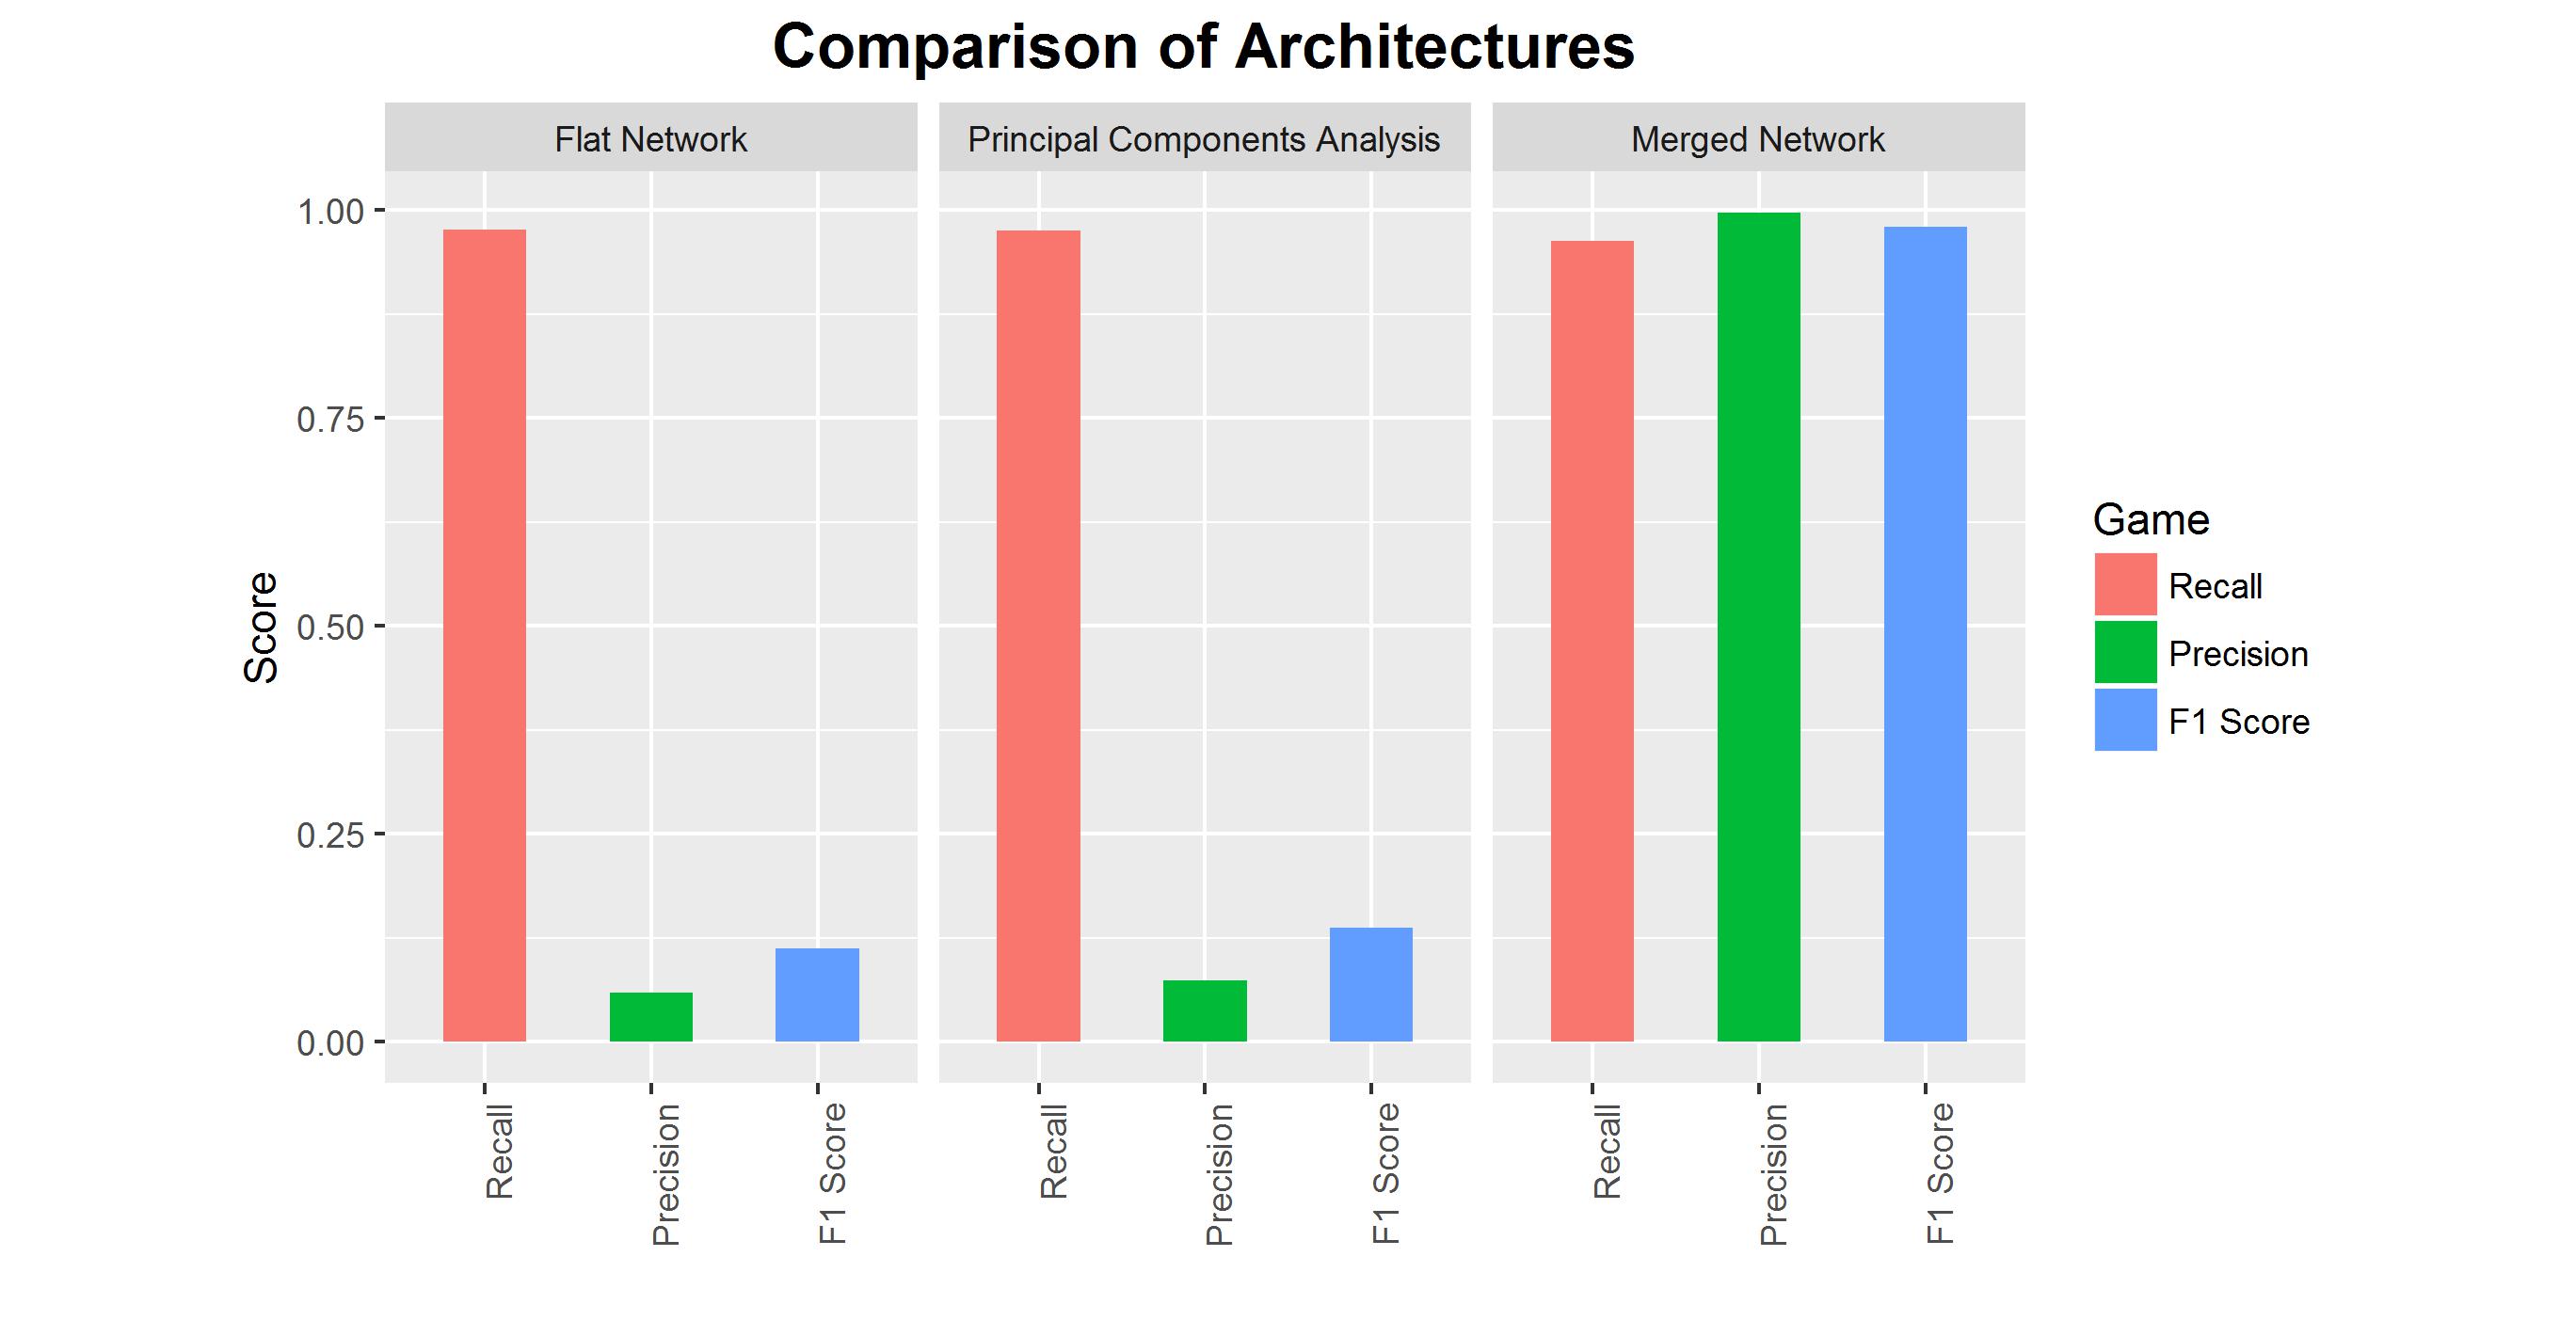 Comparison of Architectures
Flat Network
Principal Components Analysis
Merged Network
Score
1.00
0.75
0.50
0.25
0.00
Recall
Precision
F1 Score
Recall
Precision
F1 Score
Recall
Precision
F1 Score
Game
Recall
Precision
F1 Score